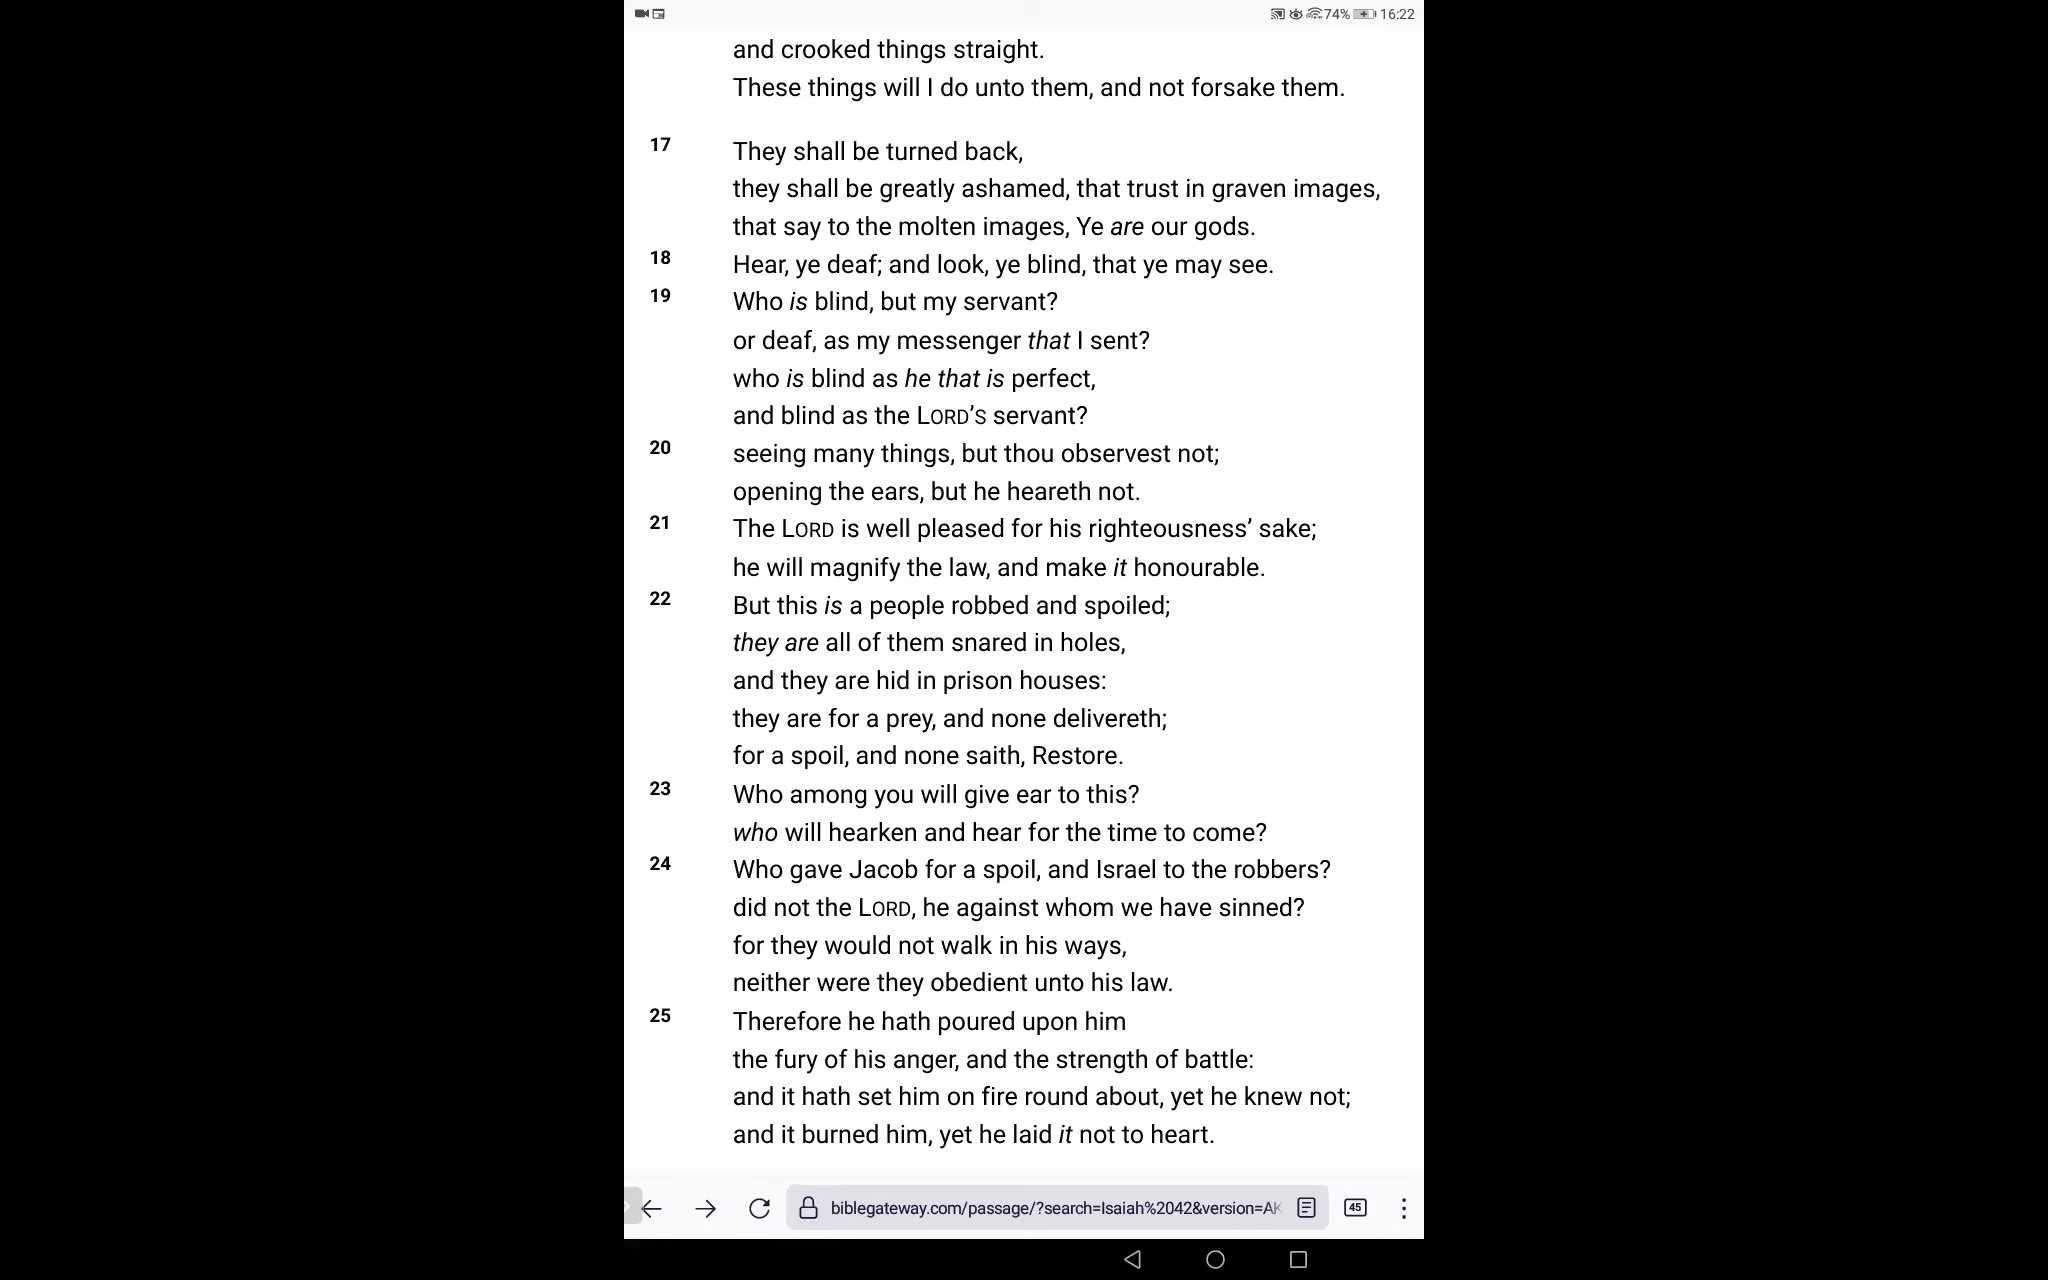 74% 16:22
and crooked things straight.
These things will I do unto them, and not forsake them.
17 They shall be turned back,
they shall be greatly ashamed, that trust in graven images,
that say to the molten images, Ye are our gods.
18 Hear, ye deaf; and look, ye blind, that ye may see.
19 Who is blind, but my servant?
or deaf, as my messenger that I sent?
who is blind as he that is perfect,
and blind as the LORD’S servant?
20 seeing many things, but thou observest not;
opening the ears, but he heareth not.
21 The LORD is well pleased for his righteousness’ sake;
he will magnify the law, and make it honourable.
22 But this is a people robbed and spoiled;
they are all of them snared in holes,
and they are hid in prison houses:
they are for a prey, and none delivereth;
for a spoil, and none saith, Restore.
23 Who among you will give ear to this?
who will hearken and hear for the time to come?
24 Who gave Jacob for a spoil, and Israel to the robbers?
did not the LORD, he against whom we have sinned?
for they would not walk in his ways,
neither were they obedient unto his law.
25 Therefore he hath poured upon him
the fury of his anger, and the strength of battle:
and it hath set him on fire round about, yet he knew not;
and it burned him, yet he laid it not to heart.
biblegateway.com/passage/?search=Isaiah%2042&version=AK 45